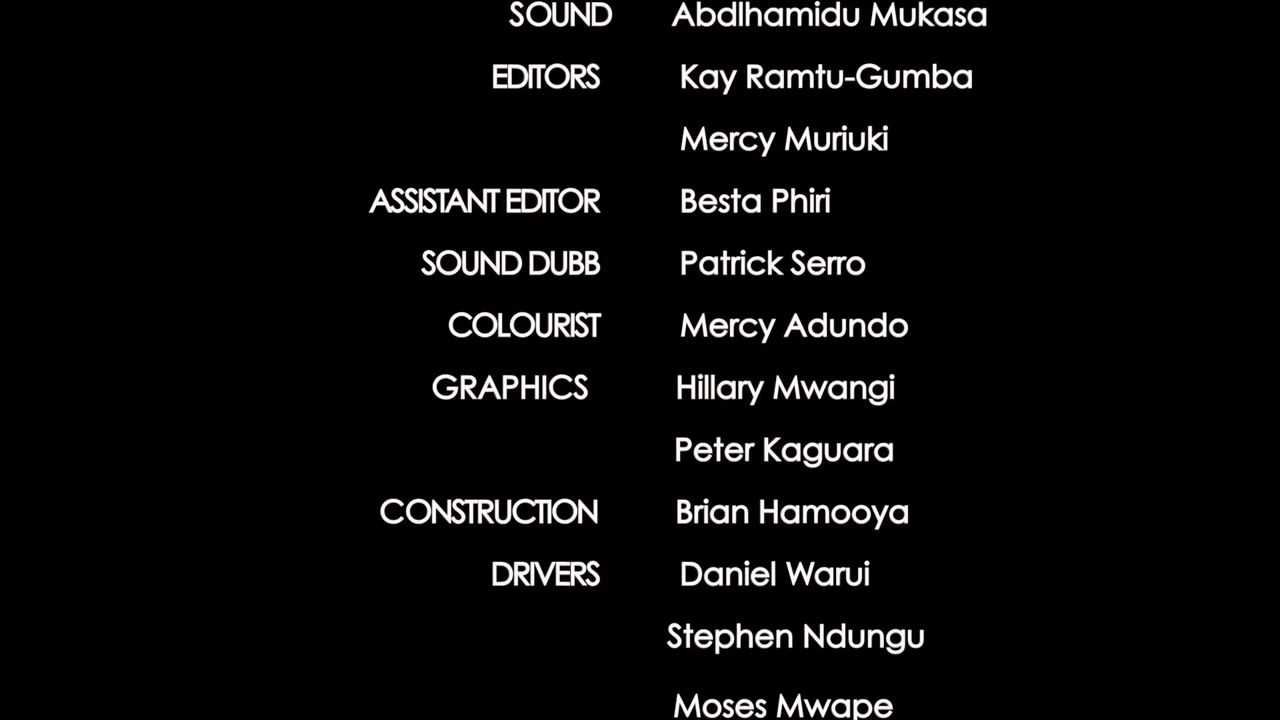 SOUND Abdlhamidu Mukasa
EDITORS Kay Ramtu-Gumba
Mercy Muriuki
ASSISTANT EDITOR Besta Phiri
SOUND DUBB Patrick Serro
COLOURIST Mercy Adundo
GRAPHICS Hillary Mwangi
Peter Kaguara
CONSTRUCTION Brian Hamooya
DRIVERS Daniel Warui
Stephen Ndungu
Moses Mwape